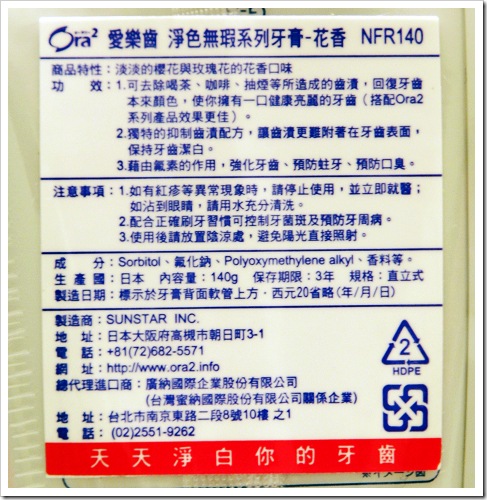 Ora² 愛樂齒 淨色無瑕系列牙膏-花香 NFR140
商品特性：淡淡的櫻花與玫瑰花的花香口味
功 效：1.可去除喝茶、咖啡、抽煙等所造成的齒漬，回復牙齒
本來顏色，使你擁有一口健康亮麗的牙齒（搭配Ora2
系列產品效果更佳）。
2.獨特的抑制齒漬配方，讓齒漬更難附著在牙齒表面，
保持牙齒潔白。
3.藉由氟素的作用，強化牙齒、預防蛀牙、預防口臭。
注意事項：1.如有紅疹等異常現象時，請停止使用，並立即就醫；
如沾到眼睛，請用水充分清洗。
2.配合正確刷牙習慣可控制牙菌斑及預防牙周病。
3.使用後請放置陰涼處，避免陽光直接照射。
成 分：Sorbitol、氟化鈉、Polyoxymethylene alkyl、香料等。
生 產 國：日本 內容量：140g 保存期限：3年 規格：直立式
製造日期：標示於牙膏背面軟管上方．西元20省略(年/月/日)
製造商：SUNSTAR INC.
地 址：日本大阪府高槻市朝日町3-1
電 話：+81(72)682-5571
網 址：http://www.ora2.info
總代理進口商：廣納國際企業股份有限公司
(台灣蜜納國際企業股份有限公司關係企業)
地 址：台北市南京東路二段8號10樓之1
電 話：(02)2551-9262
2
HDPE
天天淨白你的牙齒